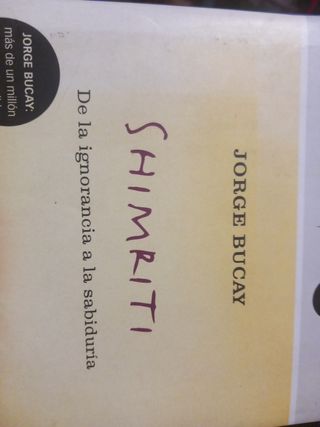 JORGE BUCAY
SHIMRITI
De la ignorancia a la sabiduría
JORGE BUCAY:
más de un millón